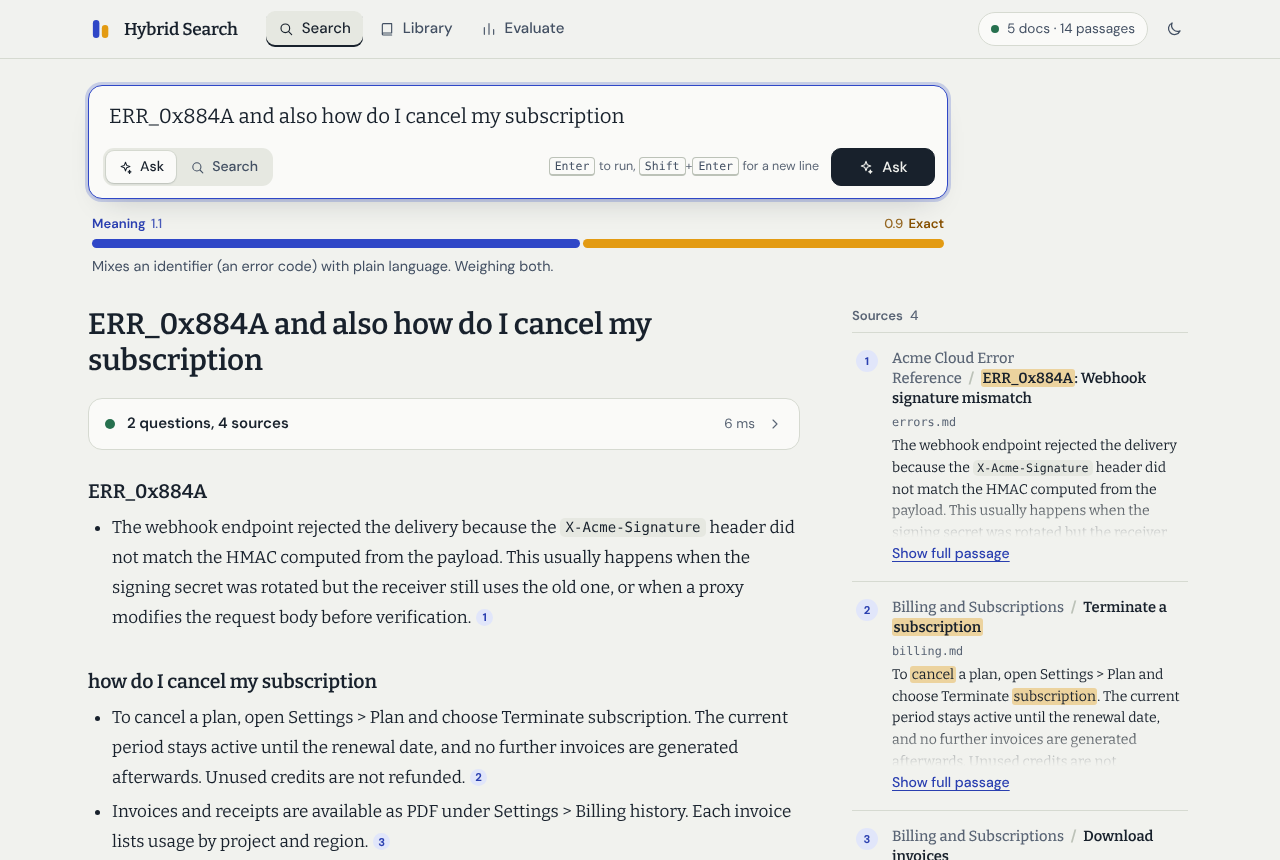 Hybrid Search
Search
Library
Evaluate
5 docs · 14 passages
ERR_0x884A and also how do I cancel my subscription
Ask
Search
Enter to run, Shift+Enter for a new line
Ask
Meaning 1.1
0.9 Exact
Mixes an identifier (an error code) with plain language. Weighing both.
ERR_0x884A and also how do I cancel my
subscription
2 questions, 4 sources
6 ms
ERR_0x884A
The webhook endpoint rejected the delivery because the X-Acme-Signature header did
not match the HMAC computed from the payload. This usually happens when the
signing secret was rotated but the receiver still uses the old one, or when a proxy
modifies the request body before verification. 1
how do I cancel my subscription
To cancel a plan, open Settings > Plan and choose Terminate subscription. The current
period stays active until the renewal date, and no further invoices are generated
afterwards. Unused credits are not refunded. 2
Invoices and receipts are available as PDF under Settings > Billing history. Each invoice
lists usage by project and region. 3
Sources 4
1
Acme Cloud Error
Reference / ERR_0x884A: Webhook
signature mismatch
errors.md
The webhook endpoint rejected the delivery
because the X-Acme-Signature header did
not match the HMAC computed from the
payload. This usually happens when the
signing secret was rotated but the receiver
Show full passage
2
Billing and Subscriptions / Terminate a
subscription
billing.md
To cancel a plan, open Settings > Plan and
choose Terminate subscription. The current
period stays active until the renewal date,
and no further invoices are generated
afterwards. Unused credits are not
Show full passage
3
Billing and Subscriptions / Download
invoices